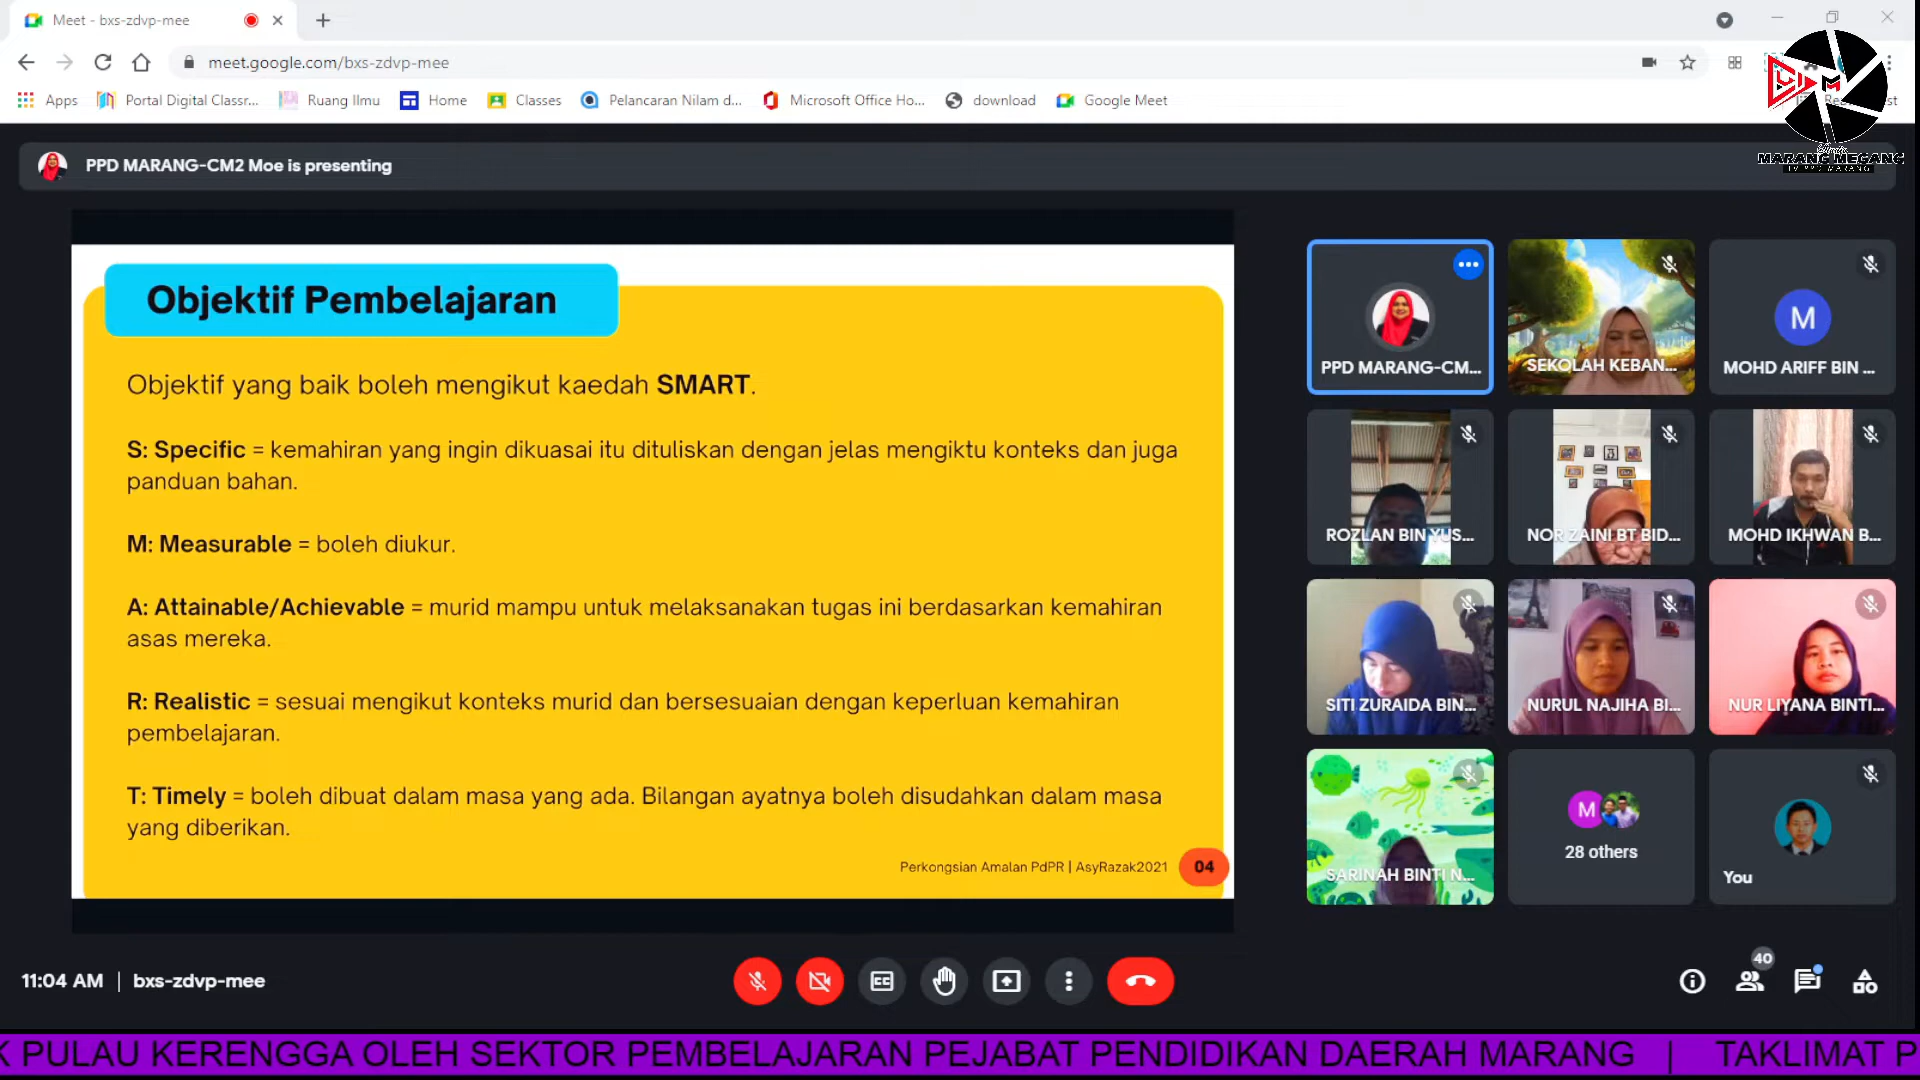 Meet - bxs-zdvp-mee
meet.google.com/bxs-zdvp-mee
Apps
Portal Digital Classr...
Ruang Ilmu
Home
Classes
Pelancaran Nilam d...
Microsoft Office Ho...
download
Google Meet
MARANG MEGANG
TV PPD MARANG
PPD MARANG-CM2 Moe is presenting
Objektif Pembelajaran
Objektif yang baik boleh mengikut kaedah SMART.
S: Specific = kemahiran yang ingin dikuasai itu dituliskan dengan jelas mengiktu konteks dan juga
panduan bahan.
M: Measurable = boleh diukur.
A: Attainable/Achievable = murid mampu untuk melaksanakan tugas ini berdasarkan kemahiran
asas mereka.
R: Realistic = sesuai mengikut konteks murid dan bersesuaian dengan keperluan kemahiran
pembelajaran.
T: Timely = boleh dibuat dalam masa yang ada. Bilangan ayatnya boleh disudahkan dalam masa
yang diberikan.
Perkongsian Amalan PdPR | AsyRazak2021
04
PPD MARANG-CM...
SEKOLAH KEBAN...
M
MOHD ARIFF BIN ...
ROZLAN BIN YUS...
NOR ZAINI BT BID...
MOHD IKHWAN B...
SITI ZURAIDA BIN...
NURUL NAJIHA BI...
NUR LIYANA BINTI...
SARINAH BINTI N...
M
28 others
You
11:04 AM | bxs-zdvp-mee
CC
40
K PULAU KERENGGA OLEH SEKTOR PEMBELAJARAN PEJABAT PENDIDIKAN DAERAH MARANG | TAKLIMAT P